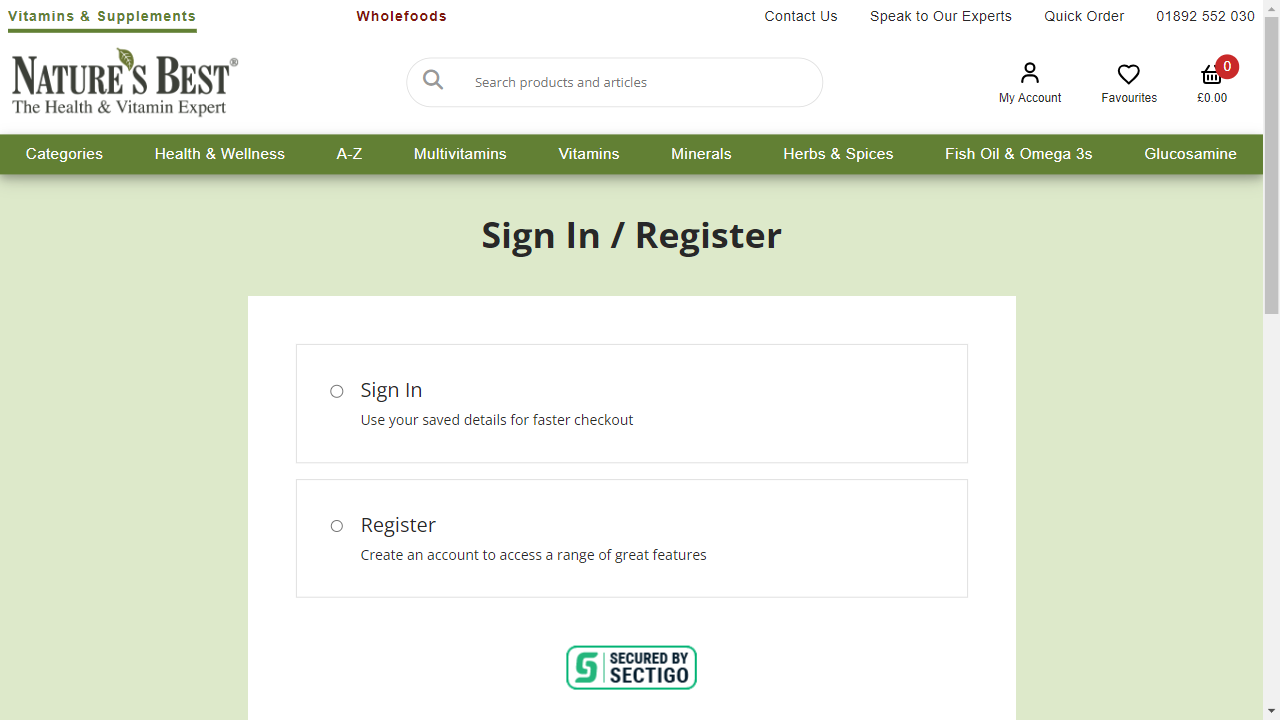 Vitamins & Supplements
Wholefoods
Contact Us
Speak to Our Experts
Quick Order
01892 552 030
NATURE'S BEST®
The Health & Vitamin Expert
Search products and articles
My Account
Favourites
0
£0.00
Categories
Health & Wellness
A-Z
Multivitamins
Vitamins
Minerals
Herbs & Spices
Fish Oil & Omega 3s
Glucosamine
Sign In / Register
Sign In
Use your saved details for faster checkout
Register
Create an account to access a range of great features
SECURED BY
SECTIGO